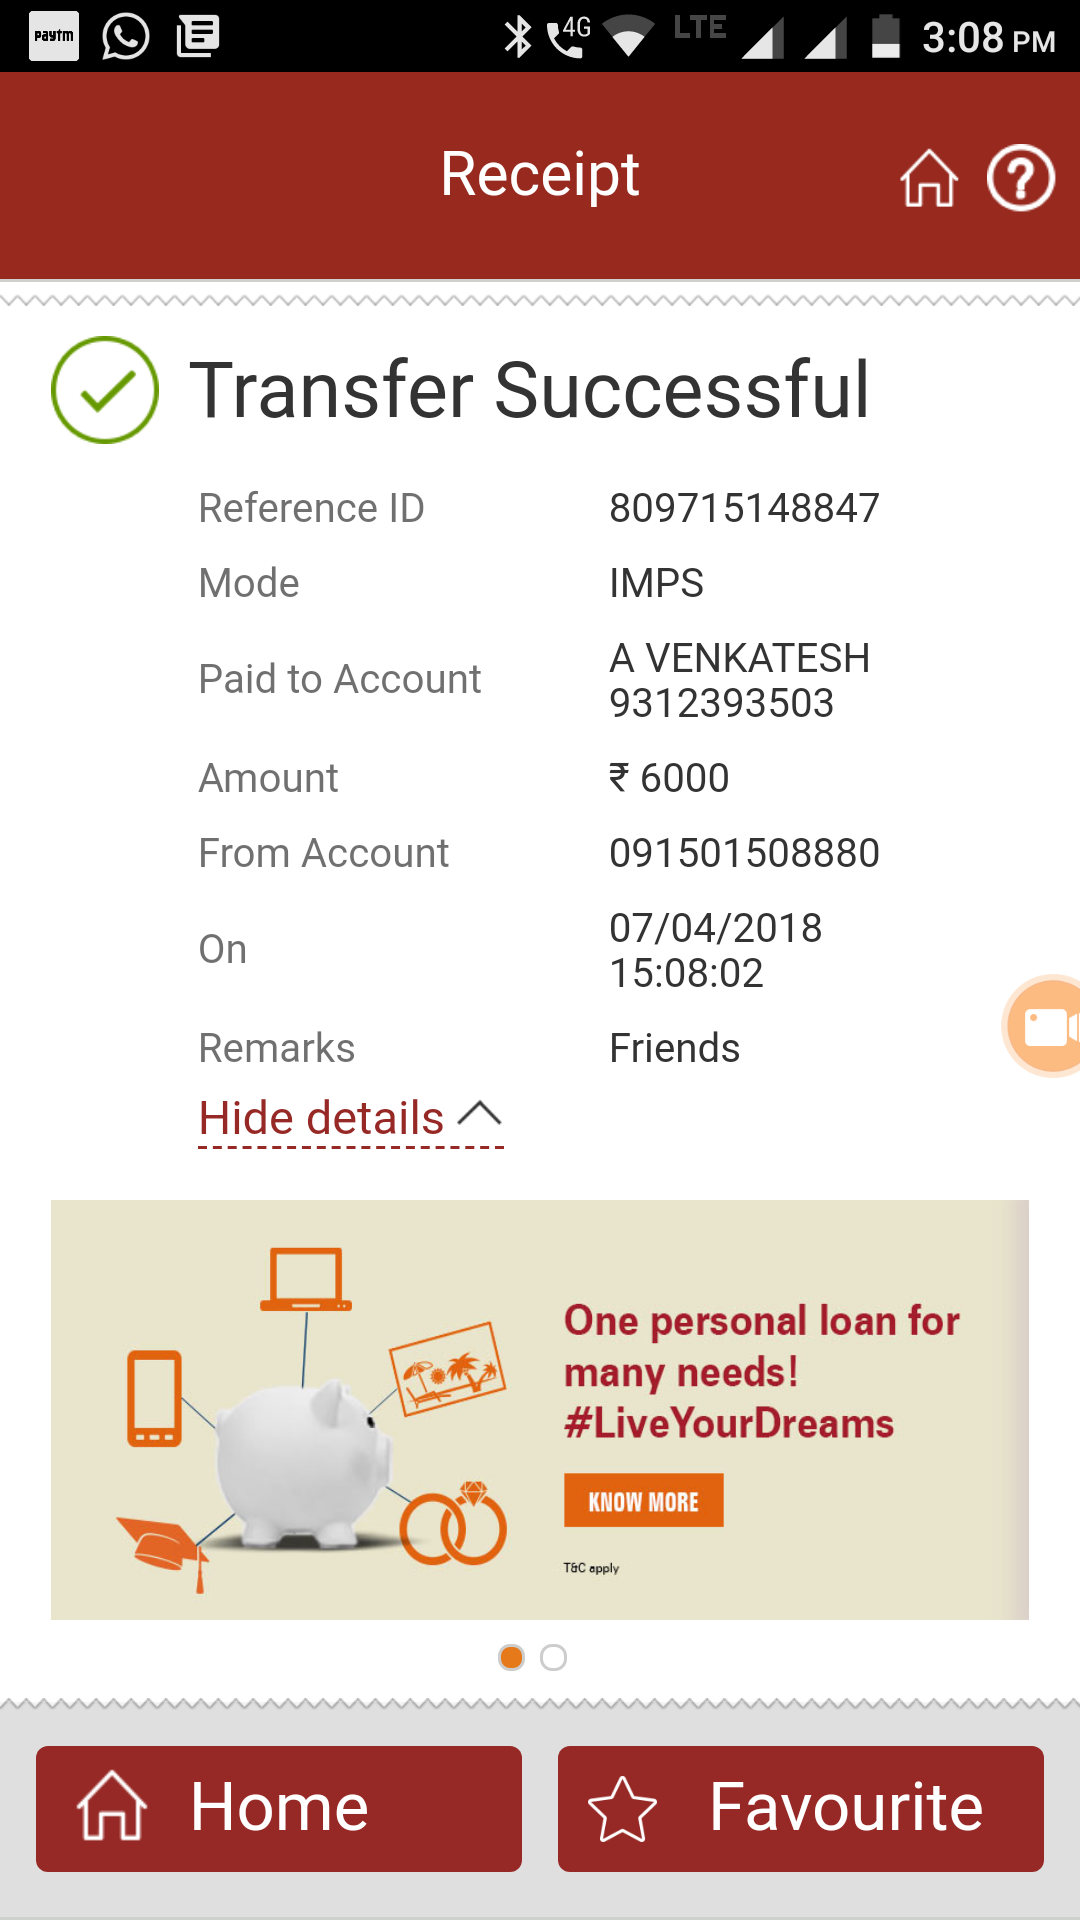 paytm 4G LTE 3:08 PM
Receipt
Transfer Successful
Reference ID 809715148847
Mode IMPS
Paid to Account A VENKATESH
9312393503
Amount ₹ 6000
From Account 091501508880
On 07/04/2018
15:08:02
Remarks Friends
Hide details
One personal loan for
many needs!
#LiveYourDreams
KNOW MORE
T&C apply
Home Favourite